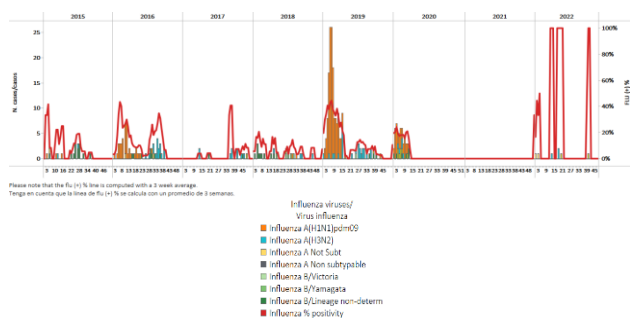 2015 2016 2017 2018 2019 2020 2021 2022
25 100%
20 80%
15 60%
10 40%
5 20%
0 0%
N. cases/casos
Flu (+) %
Please note that the flu (+) % line is computed with a 3 week average.
Tenga en cuenta que la línea de flu (+) % se calcula con un promedio de 3 semanas.
Influenza viruses/
Virus influenza
Influenza A(H1N1)pdm09
Influenza A(H3N2)
Influenza A Not Subt
Influenza A Non subtypable
Influenza B/Victoria
Influenza B/Yamagata
Influenza B/Lineage non-determ
Influenza % positivity